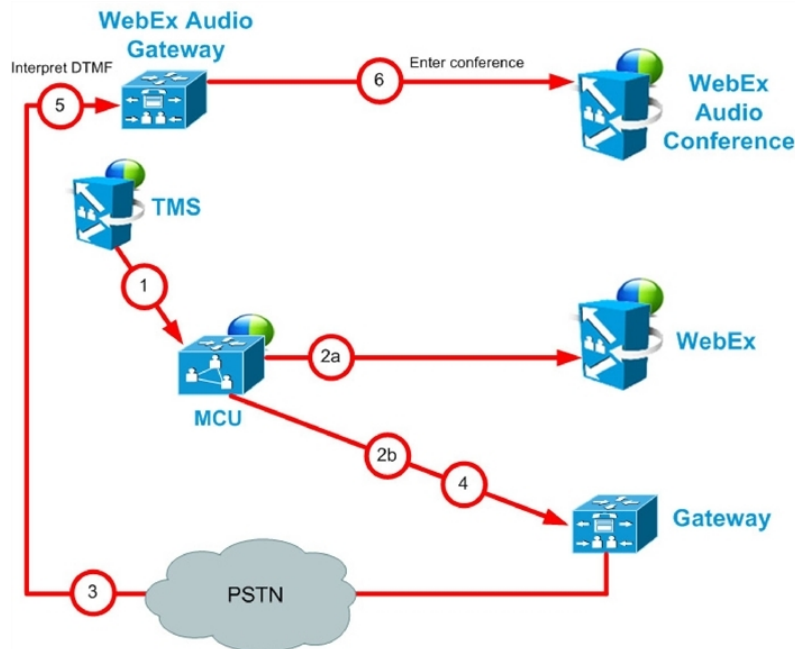 WebEx Audio
Gateway
Interpret DTMF
5
6
Enter conference
WebEx
Audio
Conference
TMS
1
2a
WebEx
MCU
2b
4
Gateway
3
PSTN